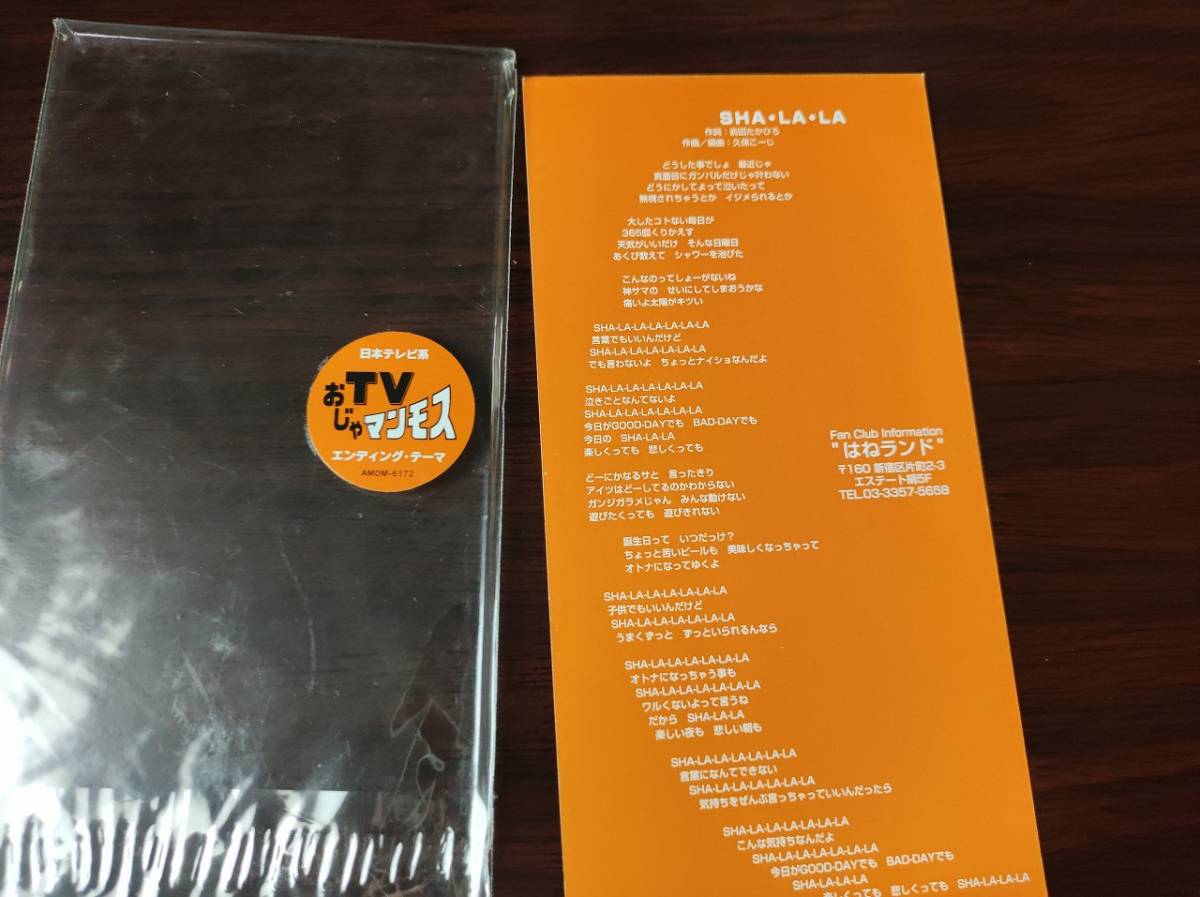 日本テレビ系
TV
おじゃマンモス
エンディング・テーマ
AMDM-6172
SHA・LA・LA
作詞：前田たかひろ
作曲／編曲：久保こーじ
どうした事でしょ 最近じゃ
真面目にガンバルだけじゃ叶わない
どうにかしてよって泣いたって
無視されちゃうとか イジメられるとか
大したコトない毎日が
365回くりかえす
天気がいいだけ そんな日曜日
あくび数えて シャワーを浴びた
こんなのってしょーがないね
神サマの せいにしてしまおうかな
痛いよ太陽がキツい
SHA-LA-LA-LA-LA-LA-LA
言葉でもいいんだけど
SHA-LA-LA-LA-LA-LA-LA
でも言わないよ ちょっとナイショなんだよ
SHA-LA-LA-LA-LA-LA-LA
泣きごとなんてないよ
SHA-LA-LA-LA-LA-LA-LA
今日がGOOD-DAYでも BAD-DAYでも
今日の SHA-LA-LA
楽しくっても 悲しくっても
どーにかなるサと 言ったきり
アイツはどーしてるのかわからない
ガンジガラメじゃん みんな動けない
遊びたくっても 遊びきれない
誕生日って いつだっけ？
ちょっと苦いビールも 美味しくなっちゃって
オトナになってゆくよ
SHA-LA-LA-LA-LA-LA-LA
子供でもいいんだけど
SHA-LA-LA-LA-LA-LA-LA
うまくずっと ずっといられるんなら
SHA-LA-LA-LA-LA-LA-LA
オトナになっちゃう事も
SHA-LA-LA-LA-LA-LA-LA
ワルくないよって言うね
だから SHA-LA-LA
楽しい夜も 悲しい朝も
SHA-LA-LA-LA-LA-LA-LA
言葉になんてできない
SHA-LA-LA-LA-LA-LA-LA
気持ちをぜんぶ言っちゃっていいんだったら
SHA-LA-LA-LA-LA-LA-LA
こんな気持ちなんだよ
SHA-LA-LA-LA-LA-LA-LA
今日がGOOD-DAYでも BAD-DAYでも
SHA-LA-LA-LA
楽しくっても 悲しくっても SHA-LA-LA-LA
Fan Club Information
"はねランド"
〒160 新宿区片町2-3
エステート絹5F
TEL.03-3357-5658